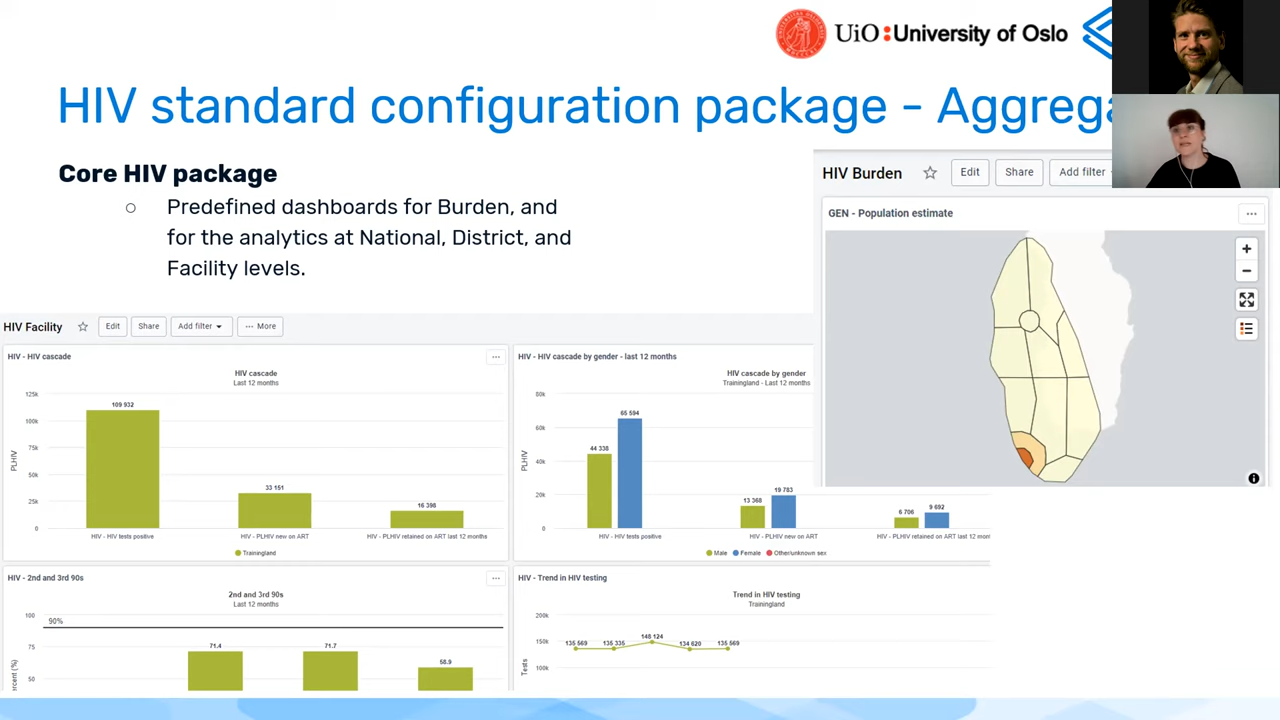 UiO : University of Oslo
HIV standard configuration package - Aggrega
Core HIV package
Predefined dashboards for Burden, and
for the analytics at National, District, and
Facility levels.
HIV Burden
Edit
Share
Add filter
GEN - Population estimate
HIV Facility
Edit
Share
Add filter
More
HIV - HIV cascade
HIV cascade
Last 12 months
125k
100k
75k
50k
25k
0
PLHIV
109 932
33 151
16 398
HIV - HIV tests positive
HIV - PLHIV new on ART
HIV - PLHIV retained on ART last 12 months
Trainingland
HIV - HIV cascade by gender - last 12 months
HIV cascade by gender
Trainingland - Last 12 months
80k
60k
40k
20k
0
PLHIV
44 338
65 594
13 368
19 783
6 706
9 692
HIV - HIV tests positive
HIV - PLHIV new on ART
HIV - PLHIV retained on ART last 12 mon
Male
Female
Other/unknown sex
HIV - 2nd and 3rd 90s
2nd and 3rd 90s
Last 12 months
100
90%
75
50
ercent (%)
71.4
71.7
58.9
HIV - Trend in HIV testing
Trend in HIV testing
Trainingland
200k
150k
100k
Tests
135 569
135 335
148 124
134 620
135 569